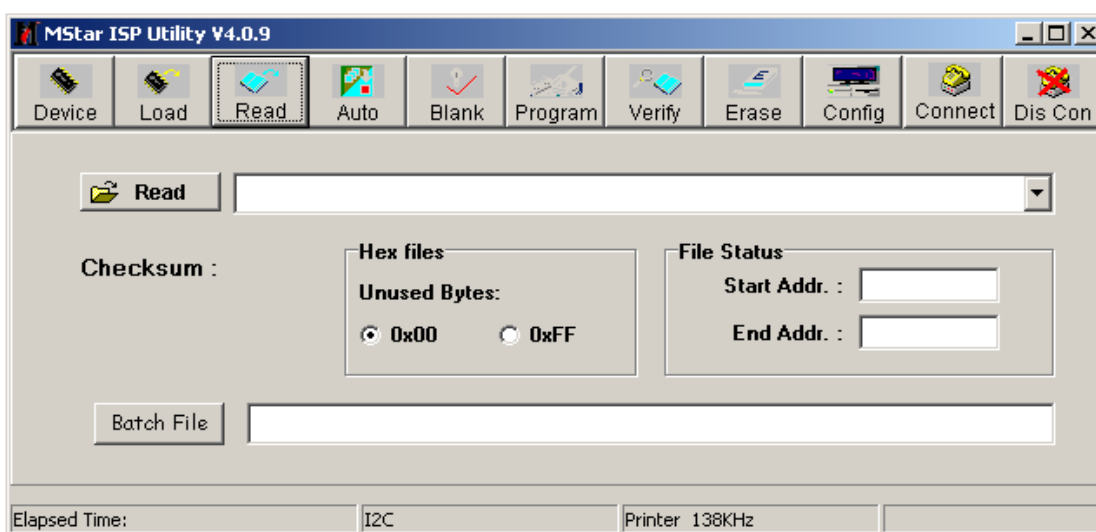 MStar ISP Utility V4.0.9
Device Load Read Auto Blank Program Verify Erase Config Connect Dis Con
Read
Checksum :
Hex files
Unused Bytes:
0x00 0xFF
File Status
Start Addr. :
End Addr. :
Batch File
Elapsed Time: I2C Printer 138KHz